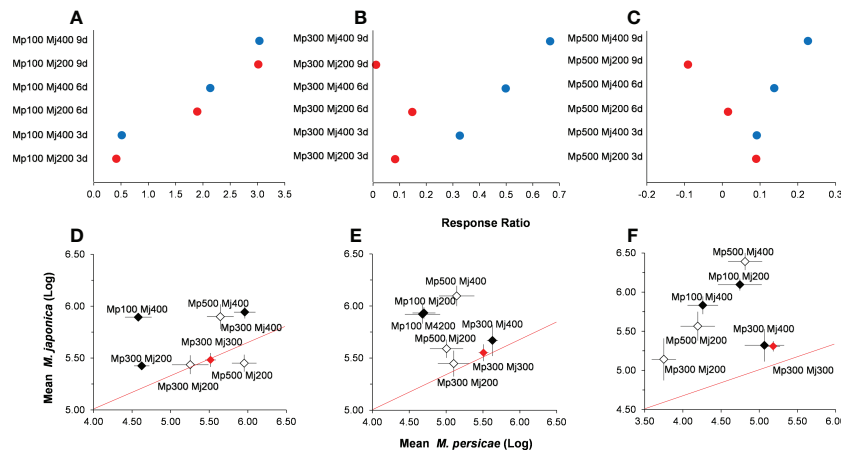 A
B
C
Mp100 Mj400 9d
Mp100 Mj200 9d
Mp100 Mj400 6d
Mp100 Mj200 6d
Mp100 Mj400 3d
Mp100 Mj200 3d
0.0 0.5 1.0 1.5 2.0 2.5 3.0 3.5
Mp300 Mj400 9d
Mp300 Mj200 9d
Mp300 Mj400 6d
Mp300 Mj200 6d
Mp300 Mj400 3d
Mp300 Mj200 3d
0.0 0.1 0.2 0.3 0.4 0.5 0.6 0.7
Mp500 Mj400 9d
Mp500 Mj200 9d
Mp500 Mj400 6d
Mp500 Mj200 6d
Mp500 Mj400 3d
Mp500 Mj200 3d
-0.2 -0.1 0.0 0.1 0.2 0.3
Response Ratio
D
E
F
Mean M. japonica (Log)
6.50
6.00
5.50
5.00
Mp100 Mj400
Mp500 Mj400
Mp300 Mj400
Mp300 Mj300
Mp300 Mj200
Mp300 Mj200
Mp500 Mj200
4.00 4.50 5.00 5.50 6.00 6.50
6.50
6.00
5.50
5.00
Mp500 Mj400
Mp100 Mj200
Mp100 M4200
Mp300 Mj400
Mp500 Mj200
Mp300 Mj300
Mp300 Mj200
4.00 4.50 5.00 5.50 6.00 6.50
6.50
6.00
5.50
5.00
4.50
Mp500 Mj400
Mp100 Mj200
Mp100 Mj400
Mp500 Mj200
Mp300 Mj400
Mp300 Mj200
Mp300 Mj300
3.50 4.00 4.50 5.00 5.50 6.00
Mean M. persicae (Log)